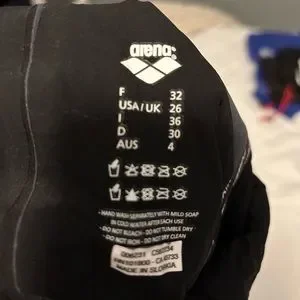 arena
F 32
USA/UK 26
I 36
D 30
AUS 4
- HAND WASH SEPARATELY WITH MILD SOAP
IN COLD WATER AFTER EACH USE
- DO NOT BLEACH - DO NOT TUMBLE DRY
- DO NOT IRON - DO NOT DRY CLEAN
MADE IN